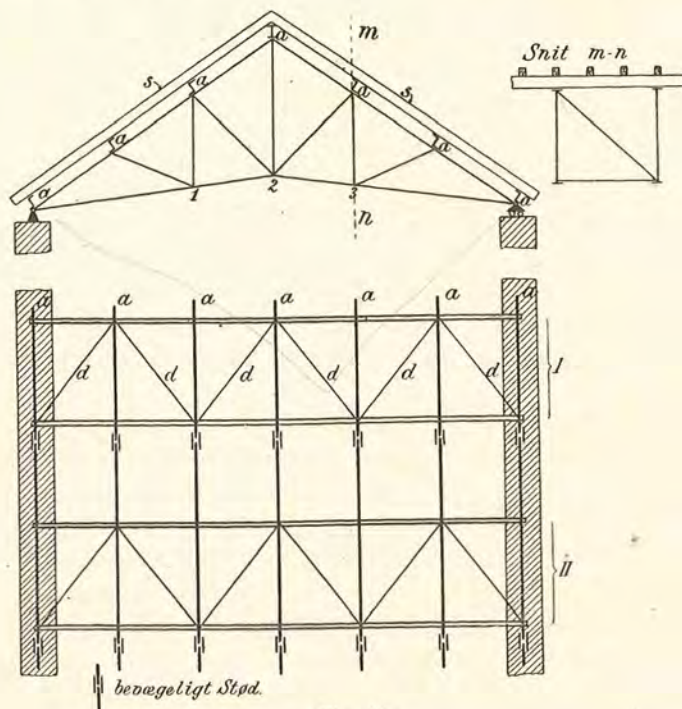 m
Snit m-n
s a s
a a
a a
a a
1 2 3
n
a a a a a a a
d d d d d d
I
II
bevægeligt Stød.